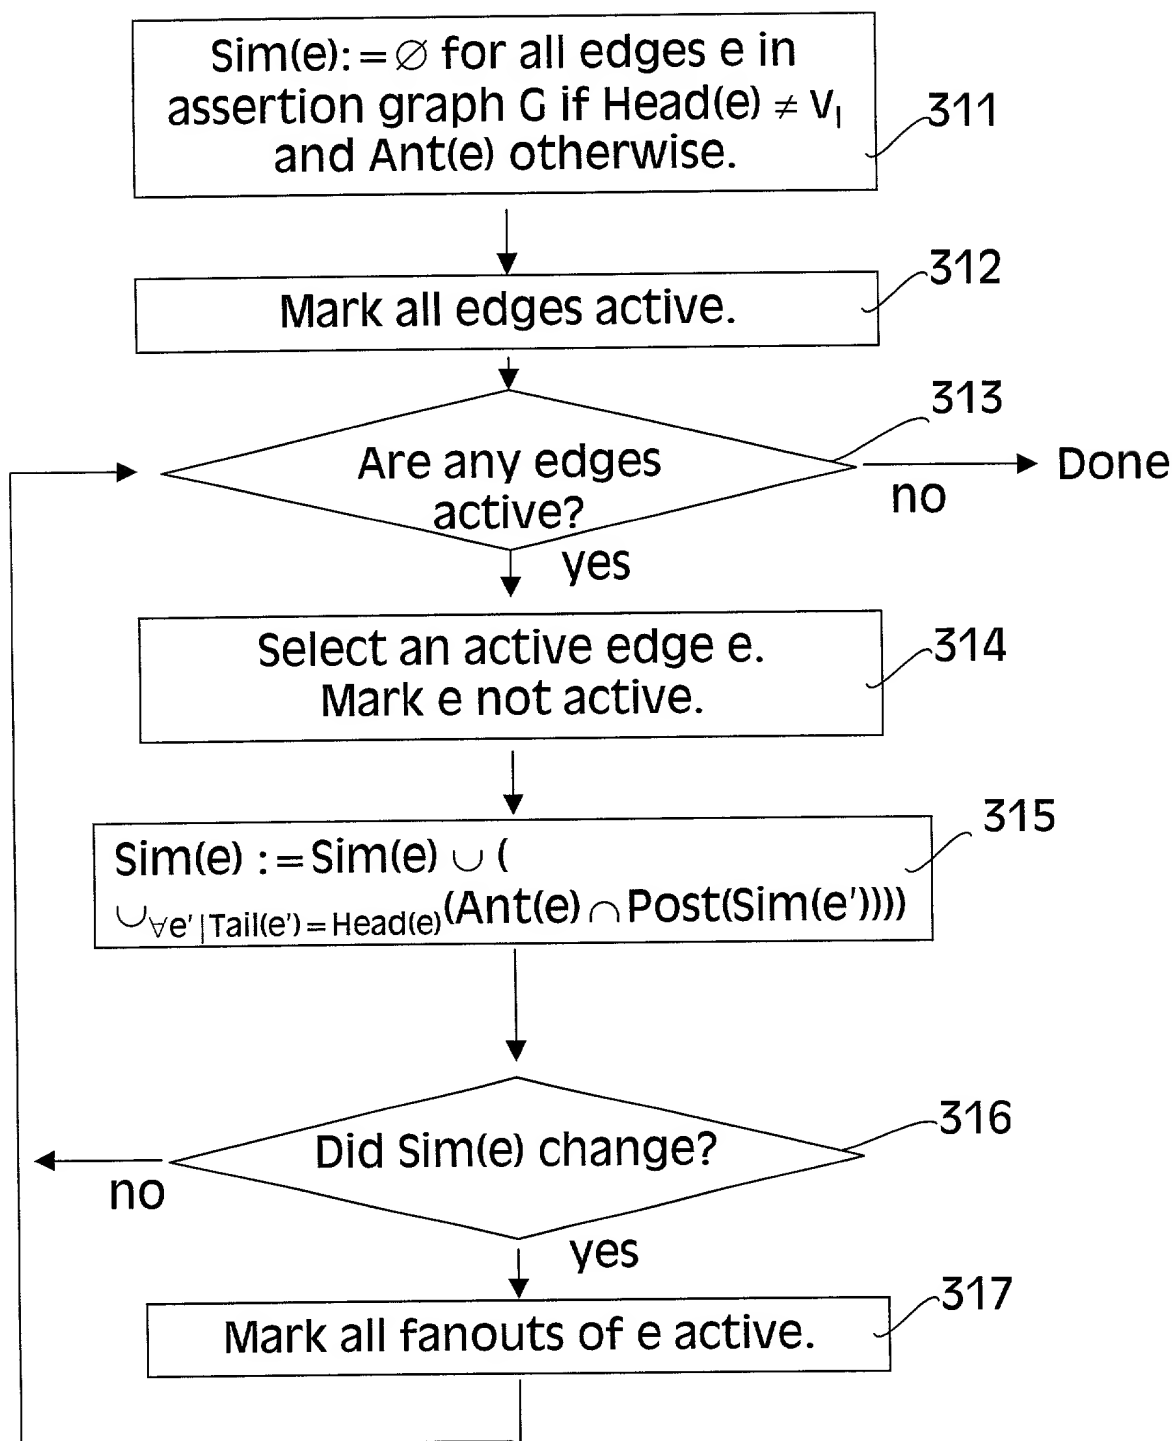 Sim(e):=∅ for all edges e in
assertion graph G if Head(e) ≠ V_I
and Ant(e) otherwise.
311
312
Mark all edges active.
313
Are any edges
active?
Done
no
yes
Select an active edge e.
Mark e not active.
314
315
Sim(e) := Sim(e) ∪ (
∪∀e'|Tail(e')=Head(e)(Ant(e)∩Post(Sim(e'))))
316
Did Sim(e) change?
no
yes
317
Mark all fanouts of e active.